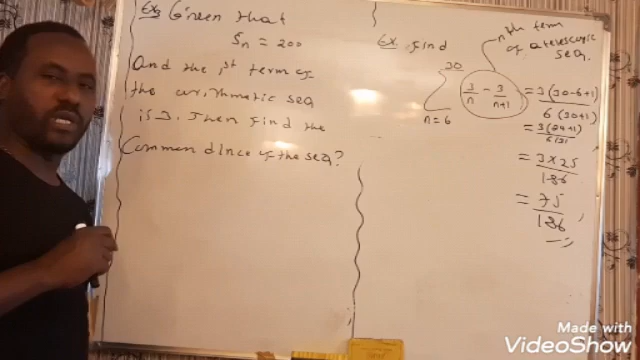 Ex Given that
Sn = 200
And the 1st term of
the arithmetic seq
is 3. Then find the
Common dince of the seq?
Ex find
30
3/n - 3/n+1
n=6
nth term
of a telescopic
seq.
= 3(30-6+1)/6(30+1)
= 3(24+1)/6(31)
= 3x25/186
= 75/186
Made with
VideoShow